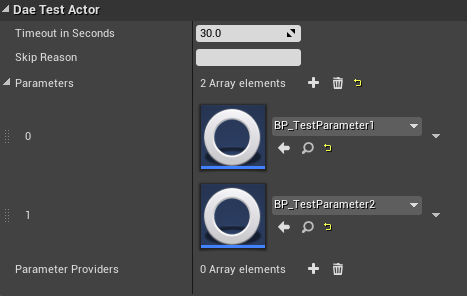 Dae Test Actor
Timeout in Seconds 30.0
Skip Reason
Parameters 2 Array elements
0 BP_TestParameter1
1 BP_TestParameter2
Parameter Providers 0 Array elements